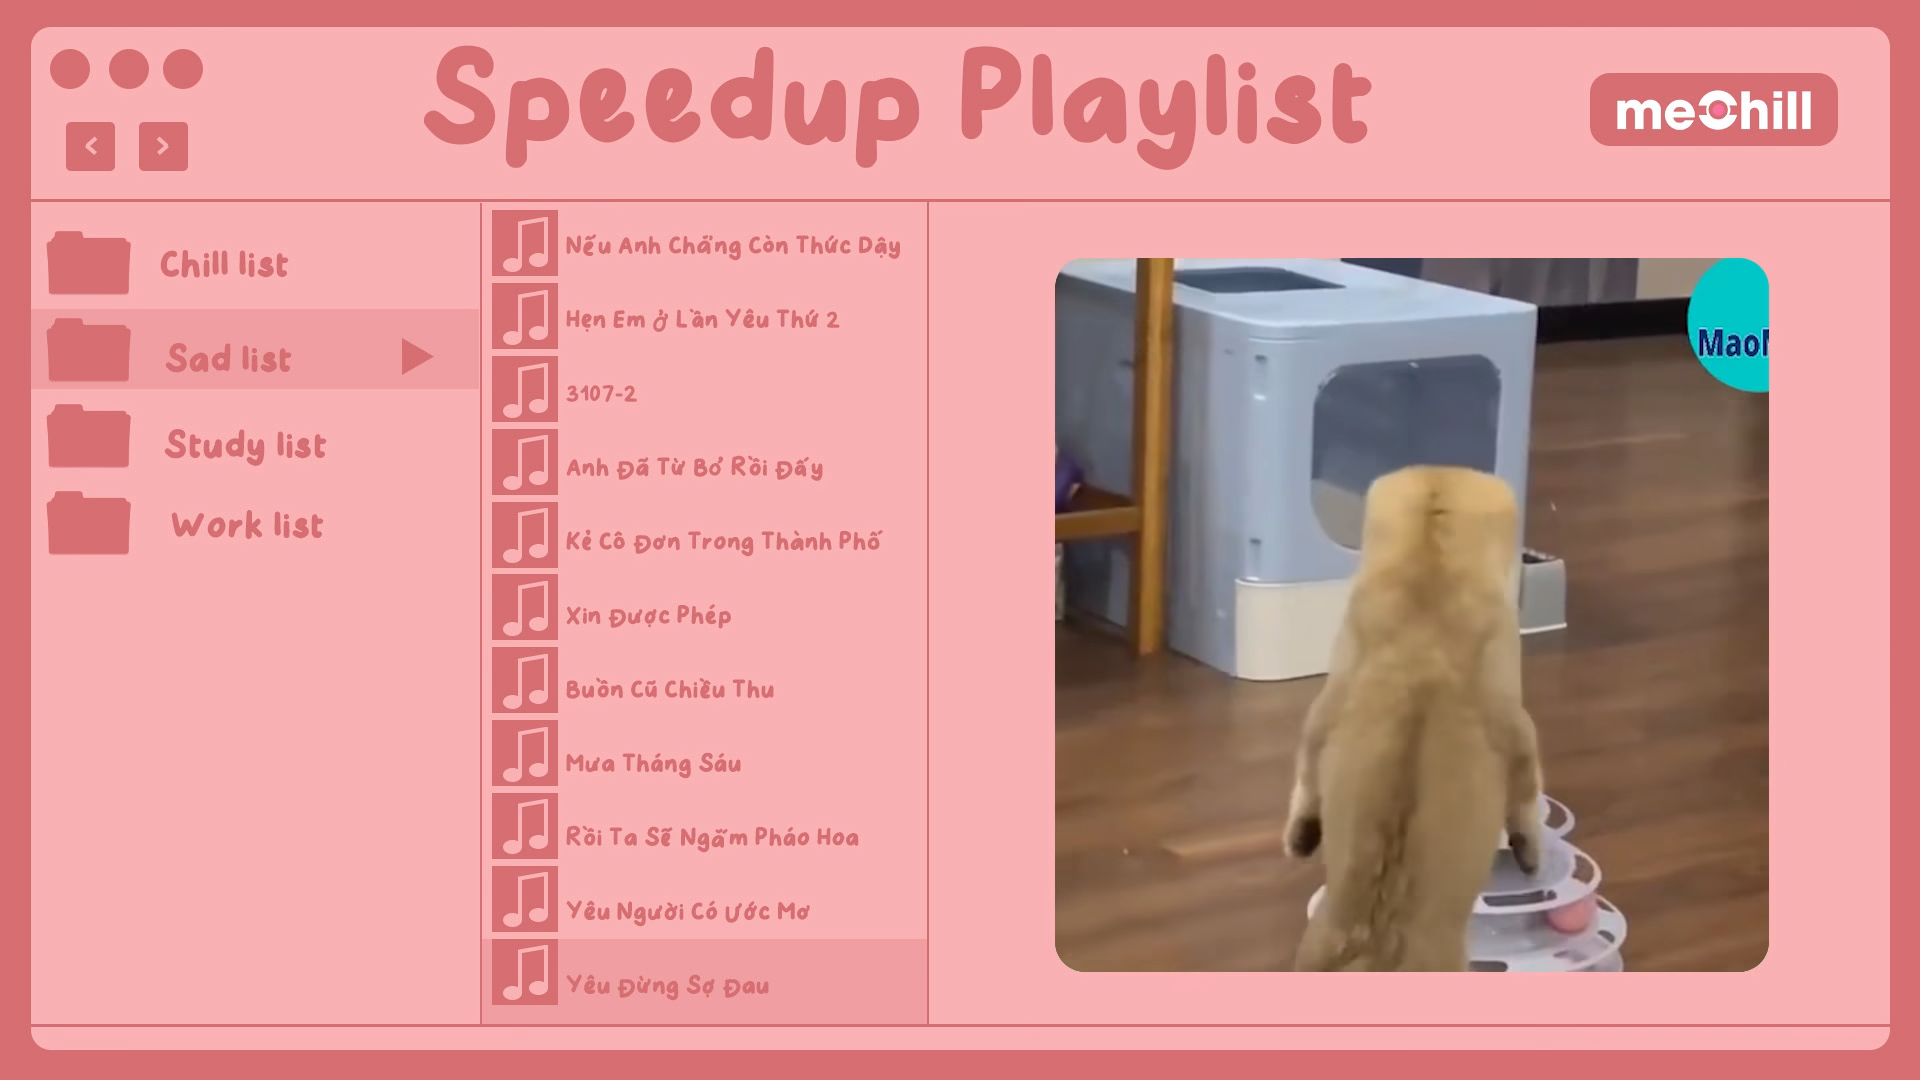 Speedup Playlist
mechill
Chill list
Sad list
Study list
Work list
Nếu Anh Chẳng Còn Thức Dậy
Hẹn Em ở Lần Yêu Thứ 2
3107-2
Anh Đã Từ Bỏ Rồi Đấy
Kẻ Cô Đơn Trong Thành Phố
Xin Được Phép
Buồn Cũ Chiều Thu
Mưa Tháng Sáu
Rồi Ta Sẽ Ngắm Pháo Hoa
Yêu Người Có Ước Mơ
Yêu Đừng Sợ Đau